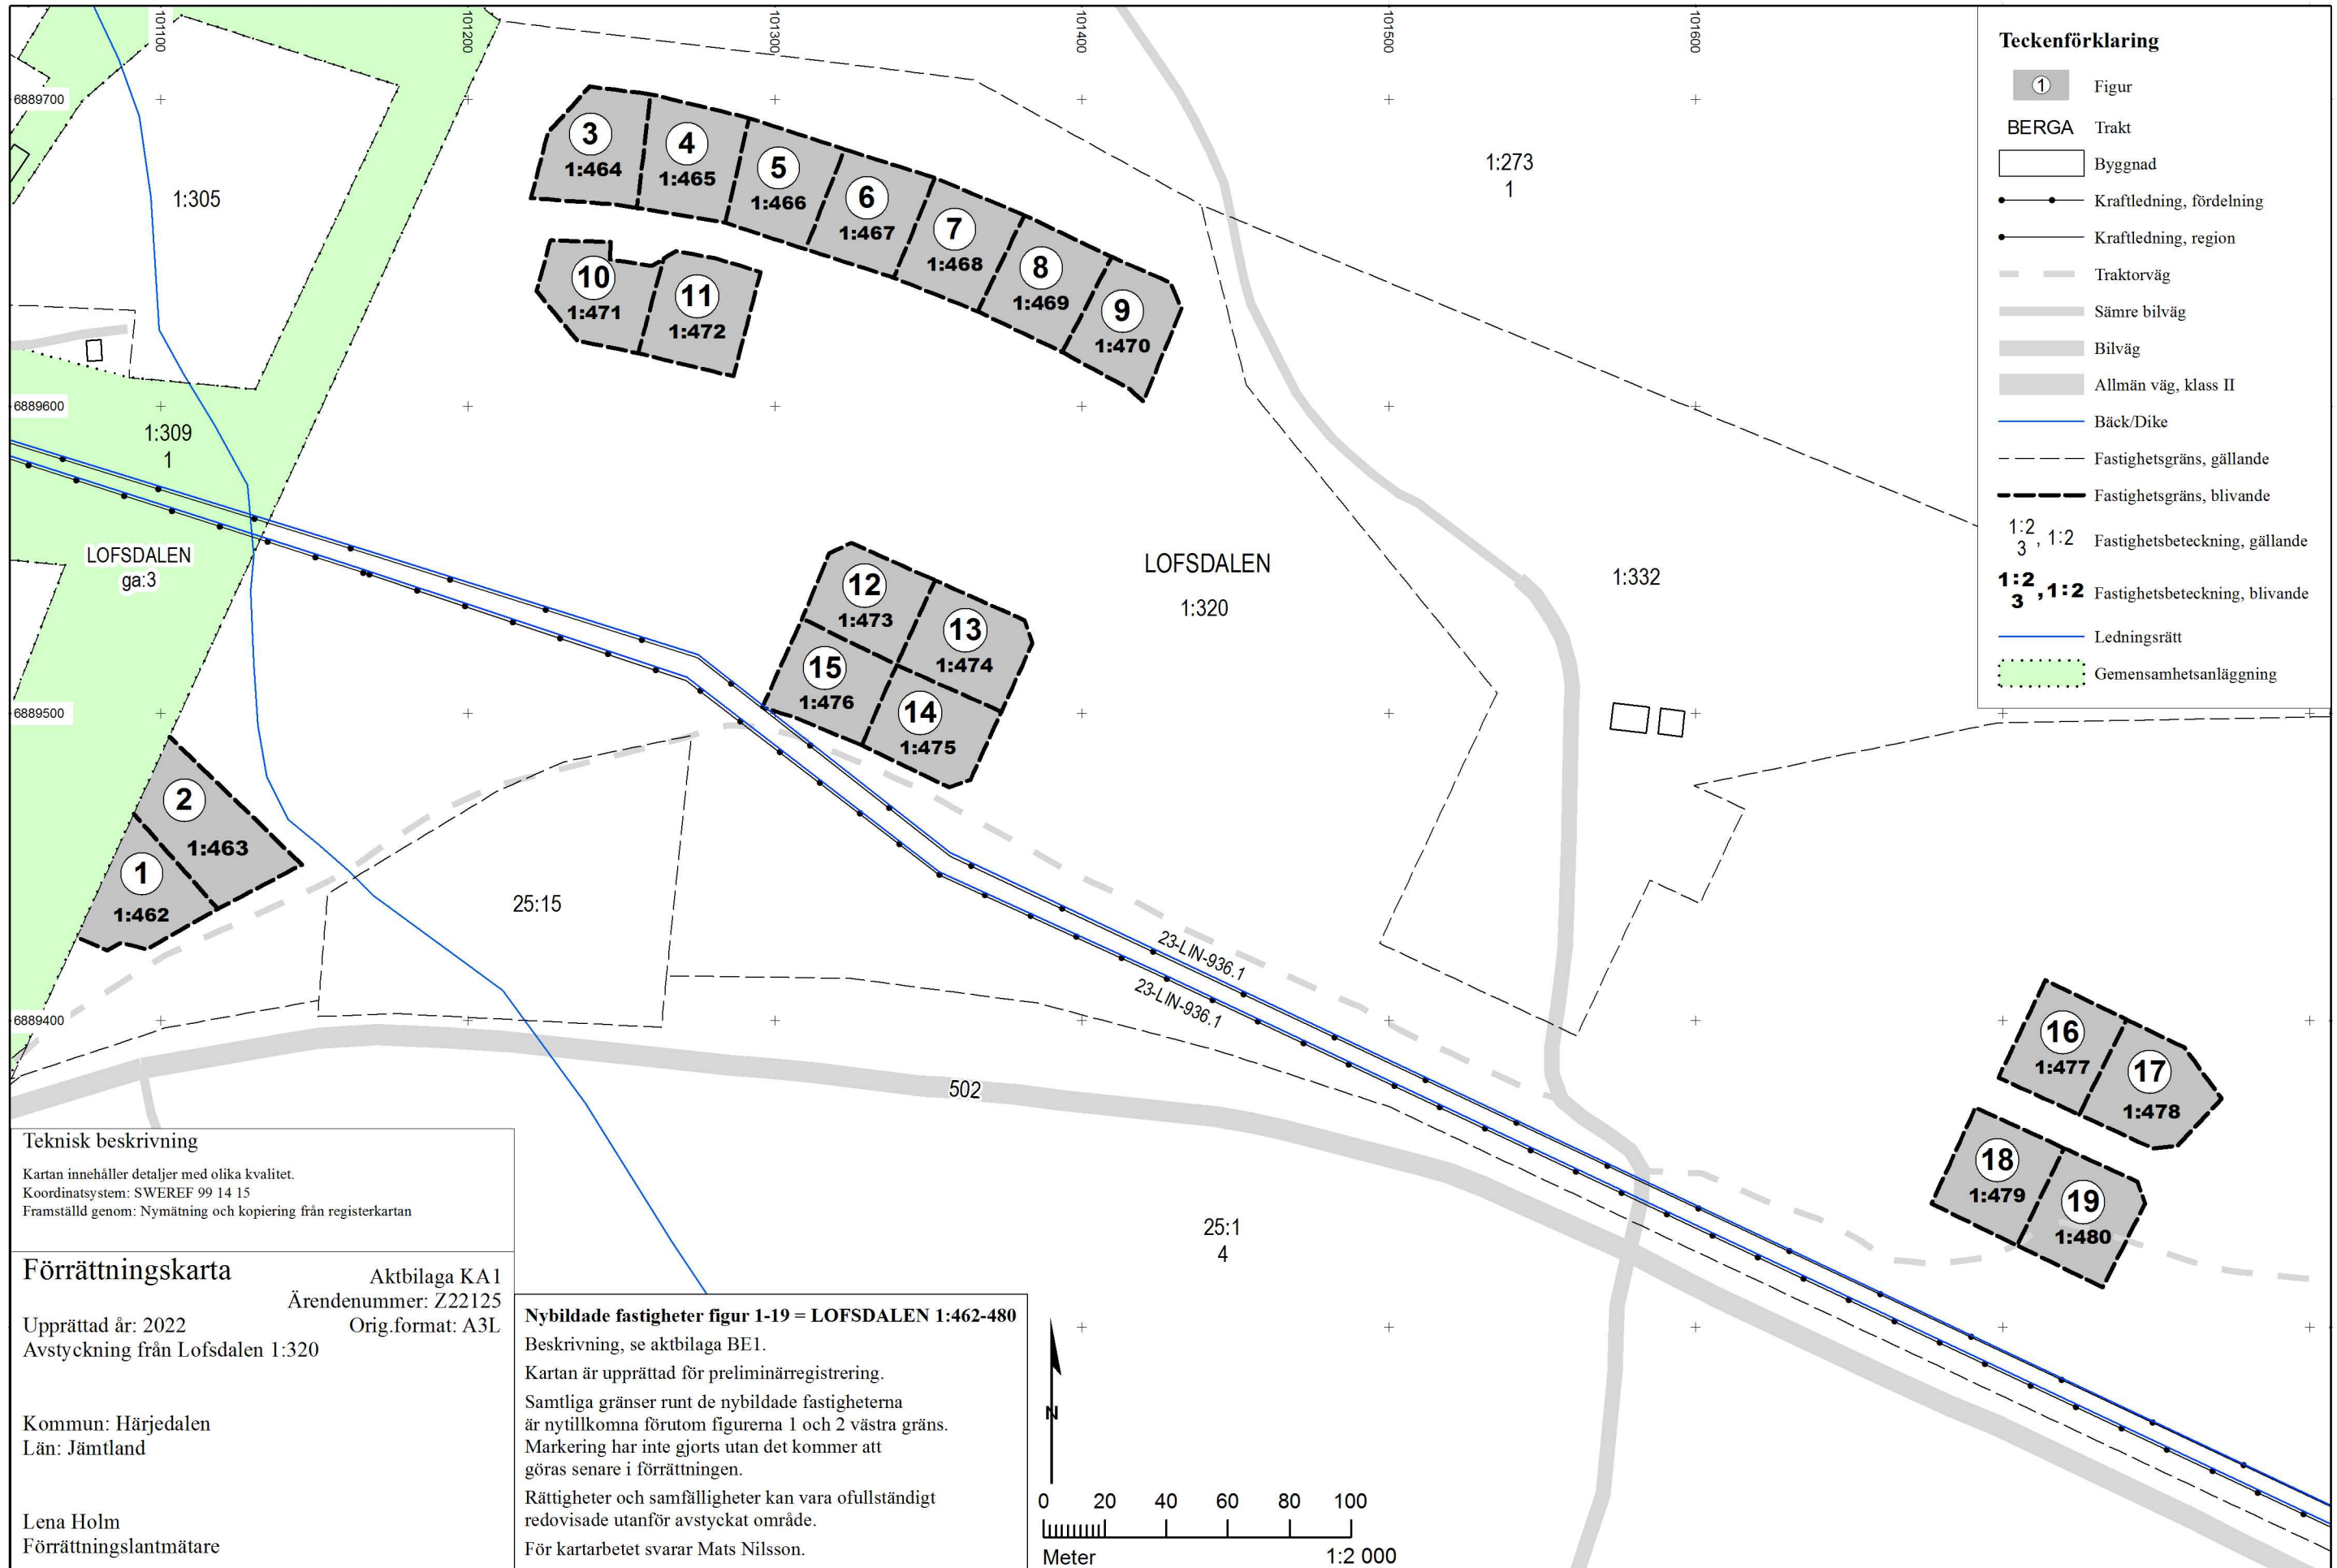 101100
101200
101300
101400
101500
101600
6889700
6889600
6889500
6889400
1:305
1:309
1
LOFSDALEN
ga:3
3
1:464
4
1:465
5
1:466
6
1:467
7
1:468
8
1:469
9
1:470
10
1:471
11
1:472
1:273
1
12
1:473
13
1:474
15
1:476
14
1:475
LOFSDALEN
1:320
1:332
2
1:463
1
1:462
25:15
23-LIN-936.1
23-LIN-936.1
502
25:1
4
16
1:477
17
1:478
18
1:479
19
1:480
Teckenförklaring
1 Figur
BERGA Trakt
Byggnad
Kraftledning, fördelning
Kraftledning, region
Traktorväg
Sämre bilväg
Bilväg
Allmän väg, klass II
Bäck/Dike
Fastighetsgräns, gällande
Fastighetsgräns, blivande
1:2
3 , 1:2 Fastighetsbeteckning, gällande
1:2
3 , 1:2 Fastighetsbeteckning, blivande
Ledningsrätt
Gemensamhetsanläggning
Teknisk beskrivning
Kartan innehåller detaljer med olika kvalitet.
Koordinatsystem: SWEREF 99 14 15
Framställd genom: Nymätning och kopiering från registerkartan
Förrättningskarta
Aktbilaga KA1
Ärendenummer: Z22125
Upprättad år: 2022 Orig.format: A3L
Avstyckning från Lofsdalen 1:320
Kommun: Härjedalen
Län: Jämtland
Lena Holm
Förrättningslantmätare
Nybildade fastigheter figur 1-19 = LOFSDALEN 1:462-480
Beskrivning, se aktbilaga BE1.
Kartan är upprättad för preliminärregistrering.
Samtliga gränser runt de nybildade fastigheterna
är nytillkomna förutom figurerna 1 och 2 västra gräns.
Markering har inte gjorts utan det kommer att
göras senare i förrättningen.
Rättigheter och samfälligheter kan vara ofullständigt
redovisade utanför avstyckat område.
För kartarbetet svarar Mats Nilsson.
N
0 20 40 60 80 100
Meter 1:2 000